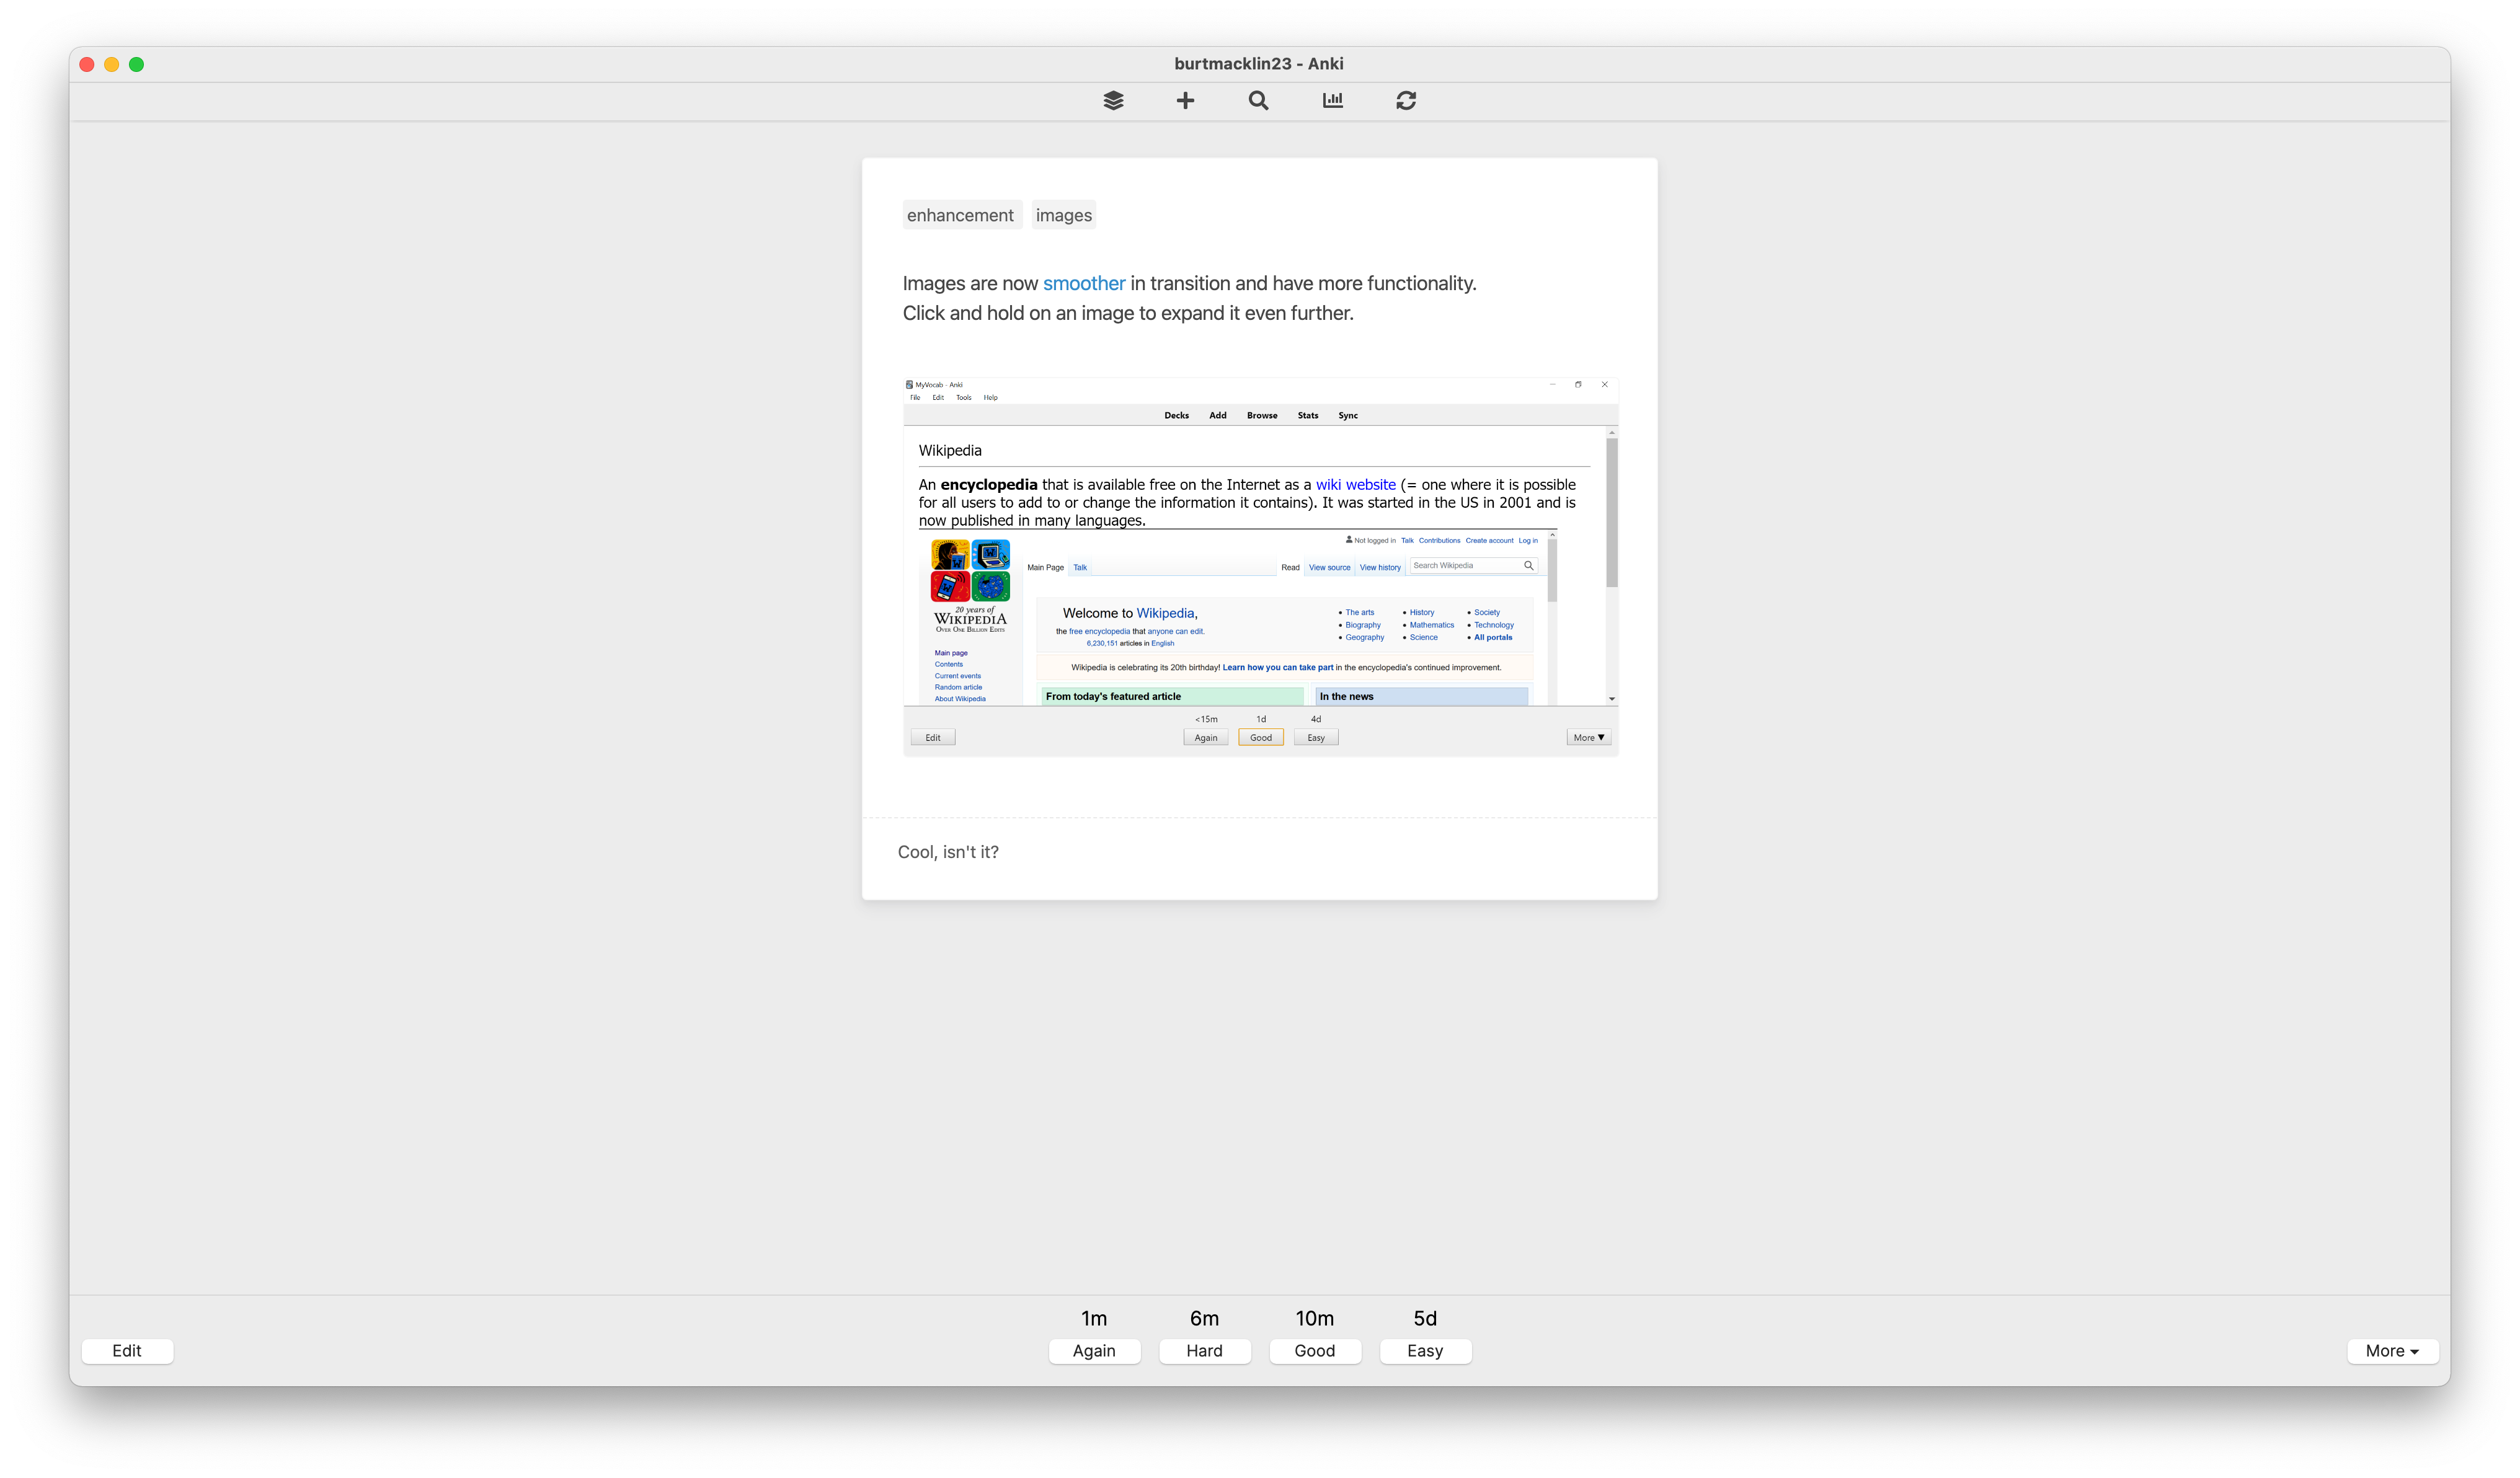 burtmacklin23 - Anki
enhancement images
Images are now smoother in transition and have more functionality.
Click and hold on an image to expand it even further.
MyVocab - Anki
File Edit Tools Help
Decks Add Browse Stats Sync
Wikipedia
An encyclopedia that is available free on the Internet as a wiki website (= one where it is possible
for all users to add to or change the information it contains). It was started in the US in 2001 and is
now published in many languages.
Not logged in Talk Contributions Create account Log in
Main Page Talk Read View source View history Search Wikipedia
20 years of
WIKIPEDIA
OVER ONE BILLION EDITS
Main page
Contents
Current events
Random article
About Wikipedia
Welcome to Wikipedia,
the free encyclopedia that anyone can edit.
6,230,151 articles in English
The arts
Biography
Geography
History
Mathematics
Science
Society
Technology
All portals
Wikipedia is celebrating its 20th birthday! Learn how you can take part in the encyclopedia's continued improvement.
From today's featured article
In the news
<15m 1d 4d
Edit Again Good Easy More ▼
Cool, isn't it?
1m 6m 10m 5d
Edit Again Hard Good Easy More